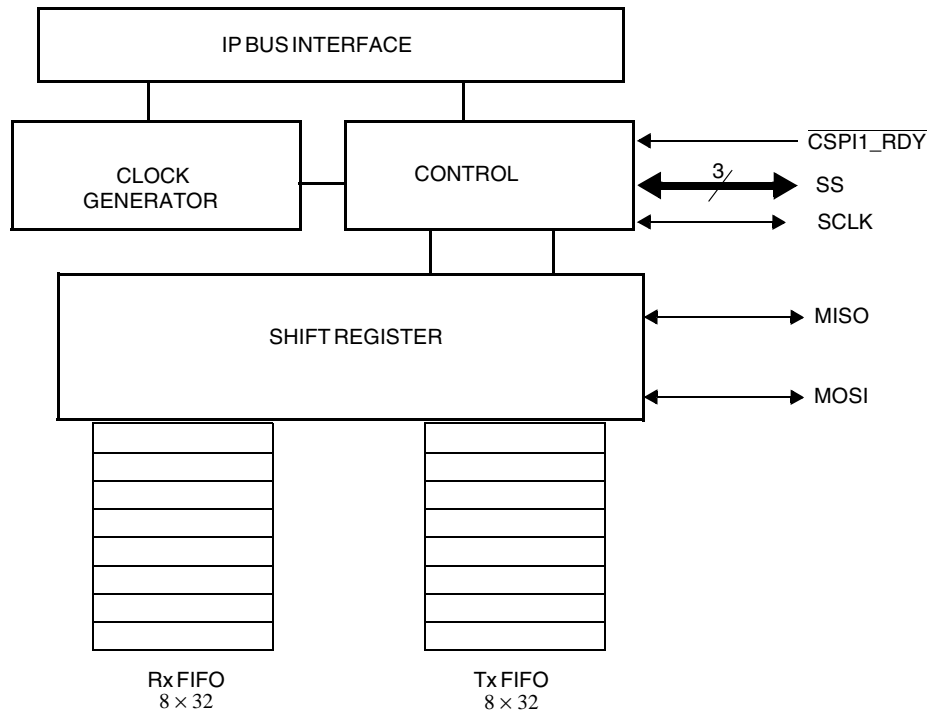 IP BUS INTERFACE
CLOCK
GENERATOR
CONTROL
CSPI1_RDY
3
SS
SCLK
SHIFT REGISTER
MISO
MOSI
Rx FIFO
8 × 32
Tx FIFO
8 × 32